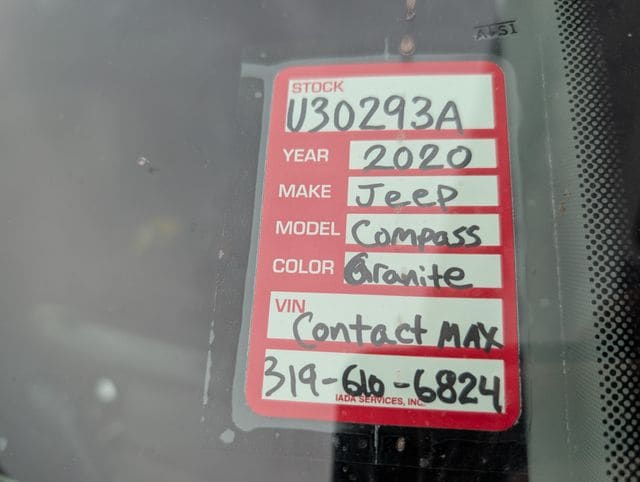 STOCK
U30293A
YEAR 2020
MAKE Jeep
MODEL Compass
COLOR Granite
VIN
Contact MAX
319-610-6824
IADA SERVICES, INC.